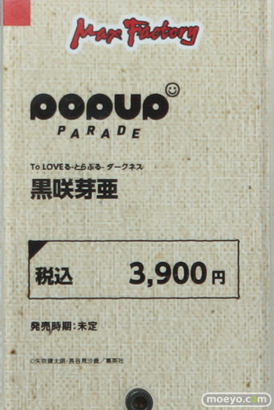 Max Factory
POPUP
PARADE
To LOVEる-とらぶる- ダークネス
黒咲芽亜
税込 3,900円
発売時期:未定
©矢吹健太朗・長谷見沙貴/集英社
moeyo.com